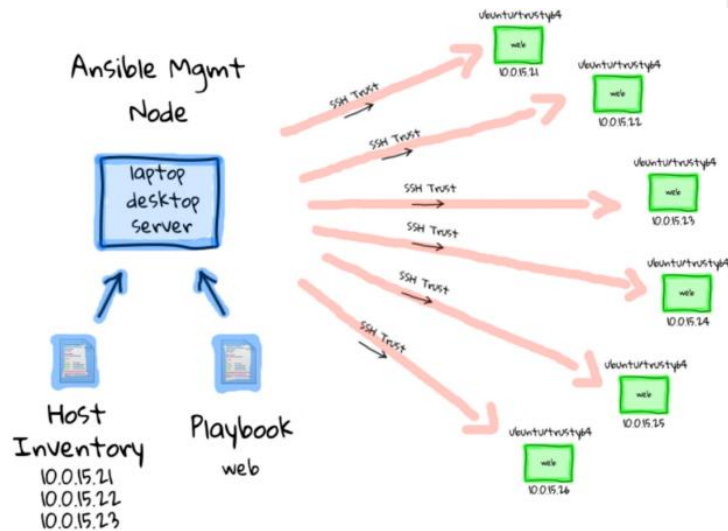 Ansible Mgmt
Node
laptop
desktop
server
Host
Inventory
10.0.15.21
10.0.15.22
10.0.15.23
Playbook
web
SSH Trust
SSH Trust
SSH Trust
SSH Trust
SSH Trust
SSH Trust
ubuntu/trusty64
web
10.0.15.21
ubuntu/trusty64
web
10.0.15.22
ubuntu/trusty64
web
10.0.15.23
ubuntu/trusty64
web
10.0.15.24
ubuntu/trusty64
web
10.0.15.25
ubuntu/trusty64
web
10.0.15.26